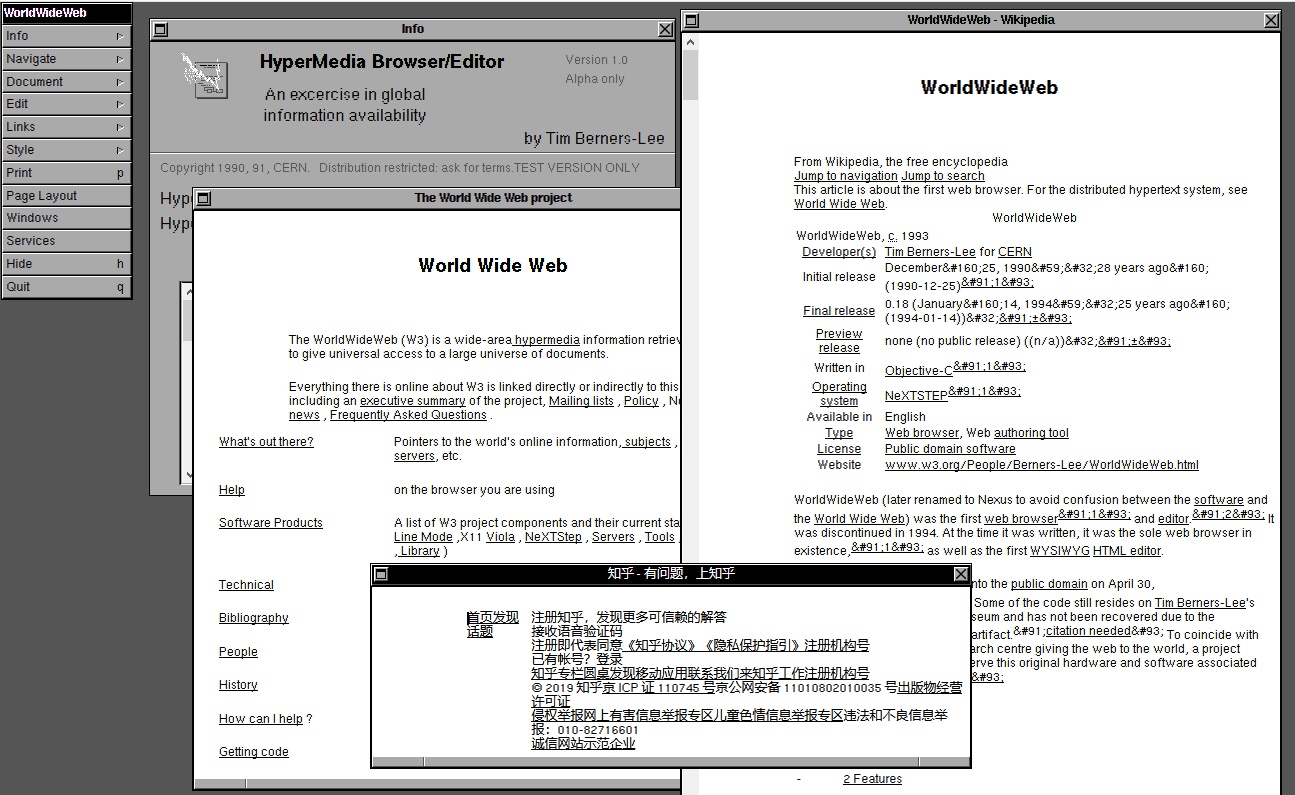 WorldWideWeb
Info
Navigate
Document
Edit
Links
Style
Print p
Page Layout
Windows
Services
Hide h
Quit q
Info
HyperMedia Browser/Editor
Version 1.0
Alpha only
An excercise in global
information availability
by Tim Berners-Lee
Copyright 1990, 91, CERN. Distribution restricted: ask for terms.TEST VERSION ONLY
Hyp
Hype
The World Wide Web project
World Wide Web
The WorldWideWeb (W3) is a wide-area hypermedia information retriev
to give universal access to a large universe of documents.
Everything there is online about W3 is linked directly or indirectly to this
including an executive summary of the project, Mailing lists , Policy , N
news , Frequently Asked Questions .
What's out there? Pointers to the world's online information, subjects ,
servers, etc.
Help on the browser you are using
Software Products A list of W3 project components and their current sta
Line Mode ,X11 Viola , NeXTStep , Servers , Tools
, Library )
Technical
Bibliography
People
History
How can I help ?
Getting code
WorldWideWeb - Wikipedia
WorldWideWeb
From Wikipedia, the free encyclopedia
Jump to navigation Jump to search
This article is about the first web browser. For the distributed hypertext system, see
World Wide Web.
WorldWideWeb
WorldWideWeb, c. 1993
Developer(s) Tim Berners-Lee for CERN
Initial release December&#160;25, 1990&#59;&#32;28 years ago&#160;
(1990-12-25)&#91;1&#93;
Final release 0.18 (January&#160;14, 1994&#59;&#32;25 years ago&#160;
(1994-01-14))&#32;&#91;±&#93;
Preview
release none (no public release) ((n/a))&#32;&#91;±&#93;
Written in Objective-C&#91;1&#93;
Operating
system NeXTSTEP&#91;1&#93;
Available in English
Type Web browser, Web authoring tool
License Public domain software
Website www.w3.org/People/Berners-Lee/WorldWideWeb.html
WorldWideWeb (later renamed to Nexus to avoid confusion between the software and
the World Wide Web) was the first web browser&#91;1&#93; and editor.&#91;2&#93; It
was discontinued in 1994. At the time it was written, it was the sole web browser in
existence,&#91;1&#93; as well as the first WYSIWYG HTML editor.
nto the public domain on April 30,
Some of the code still resides on Tim Berners-Lee's
seum and has not been recovered due to the
artifact.&#91;citation needed&#93; To coincide with
arch centre giving the web to the world, a project
erve this original hardware and software associated
&#93;
- 2 Features
知乎 - 有问题，上知乎
首页发现
话题
注册知乎，发现更多可信赖的解答
接收语音验证码
注册即代表同意《知乎协议》《隐私保护指引》注册机构号
已有帐号？登录
知乎专栏圆桌发现移动应用联系我们来知乎工作注册机构号
© 2019 知乎京 ICP 证 110745 号京公网安备 11010802010035 号出版物经营
许可证
侵权举报网上有害信息举报专区儿童色情信息举报专区违法和不良信息举
报：010-82716601
诚信网站示范企业